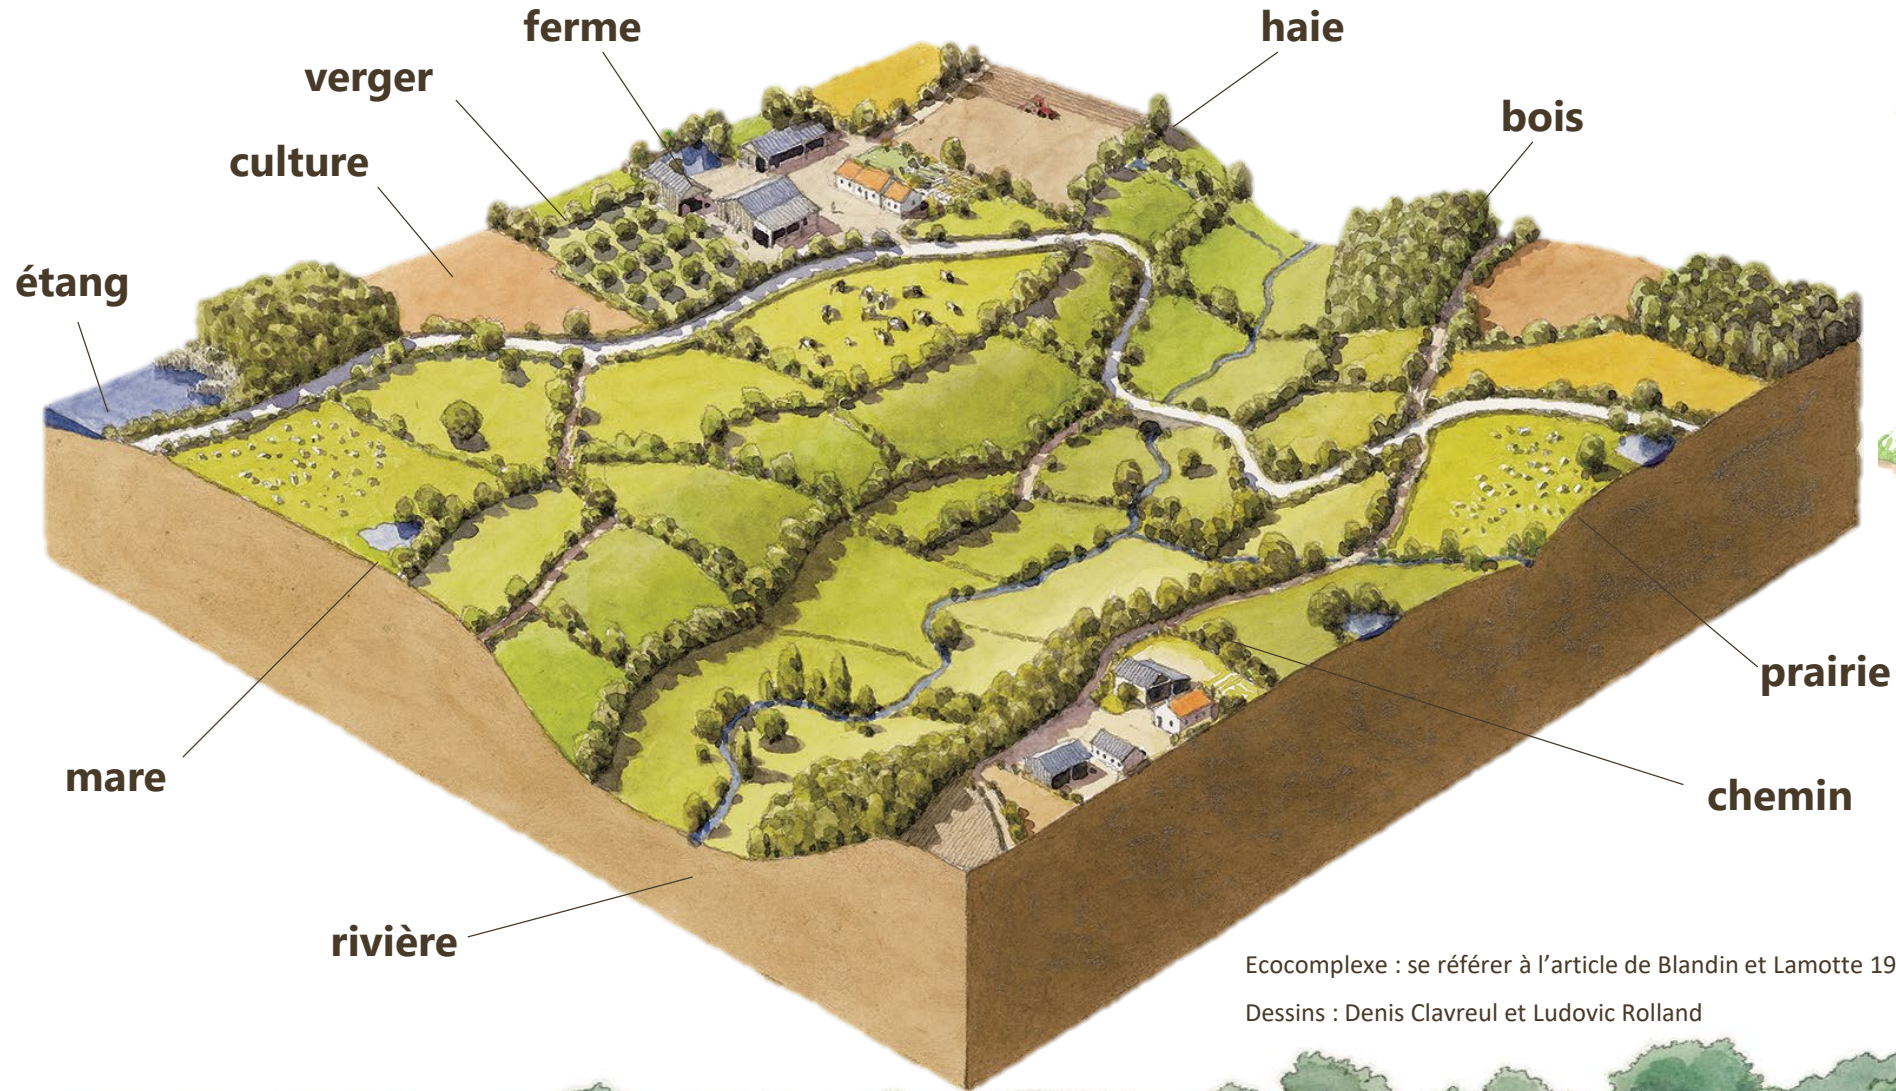 ferme
haie
verger
bois
culture
étang
prairie
mare
chemin
rivière
Ecocomplexe : se référer à l’article de Blandin et Lamotte 19
Dessins : Denis Clavreul et Ludovic Rolland